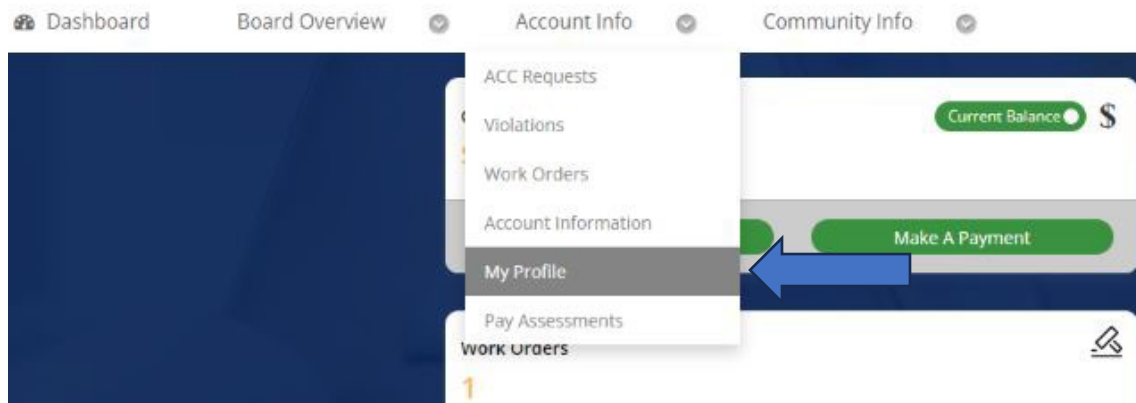 Dashboard Board Overview Account Info Community Info
ACC Requests
Current Balance $
Violations
Work Orders
Account Information
Make A Payment
My Profile
Pay Assessments
Work Orders
1